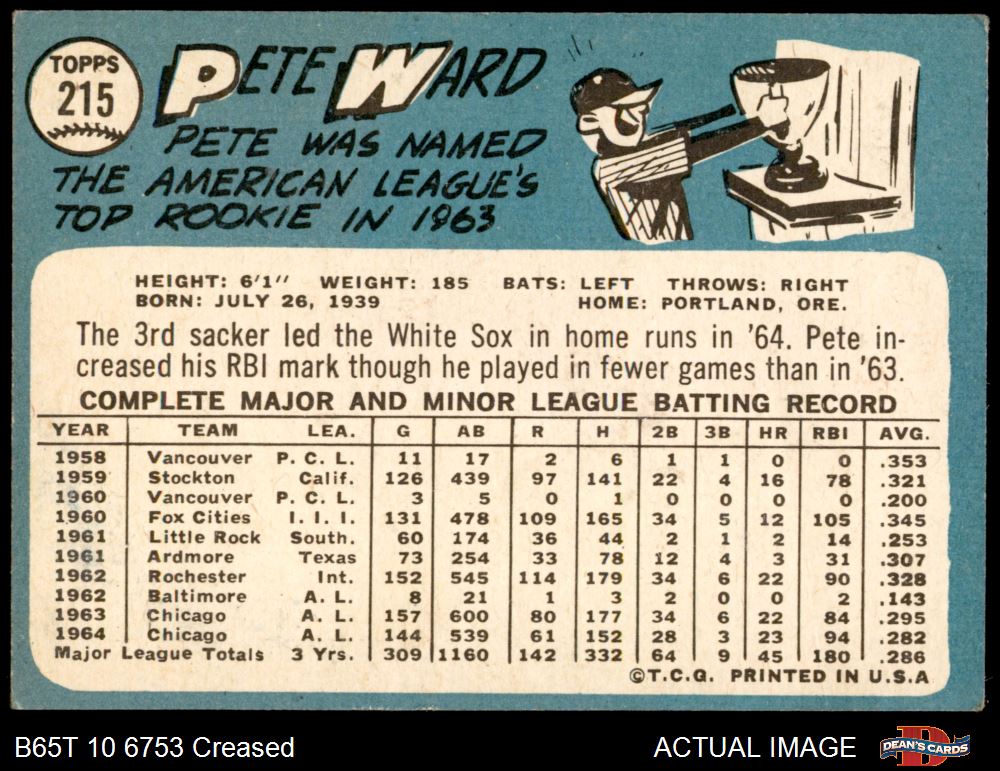 TOPPS
215
PETE WARD
PETE WAS NAMED
THE AMERICAN LEAGUE'S
TOP ROOKIE IN 1963
HEIGHT: 6'1" WEIGHT: 185 BATS: LEFT THROWS: RIGHT
BORN: JULY 26, 1939 HOME: PORTLAND, ORE.
The 3rd sacker led the White Sox in home runs in '64. Pete in-
creased his RBI mark though he played in fewer games than in '63.
COMPLETE MAJOR AND MINOR LEAGUE BATTING RECORD
YEAR TEAM LEA. G AB R H 2B 3B HR RBI AVG.
1958 Vancouver P. C. L. 11 17 2 6 1 1 0 0 .353
1959 Stockton Calif. 126 439 97 141 22 4 16 78 .321
1960 Vancouver P. C. L. 3 5 0 1 0 0 0 0 .200
1960 Fox Cities I. I. I. 131 478 109 165 34 5 12 105 .345
1961 Little Rock South. 60 174 36 44 2 1 2 14 .253
1961 Ardmore Texas 73 254 33 78 12 4 3 31 .307
1962 Rochester Int. 152 545 114 179 34 6 22 90 .328
1962 Baltimore A. L. 8 21 1 3 2 0 0 2 .143
1963 Chicago A. L. 157 600 80 177 34 6 22 84 .295
1964 Chicago A. L. 144 539 61 152 28 3 23 94 .282
Major League Totals 3 Yrs. 309 1160 142 332 64 9 45 180 .286
©T.C.G. PRINTED IN U.S.A
B65T 10 6753 Creased ACTUAL IMAGE
DEAN'S CARDS